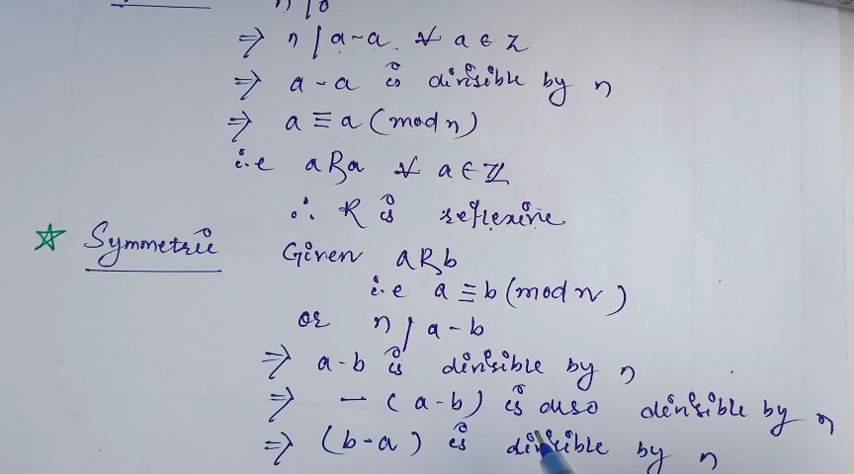 n | 0
⇒ n | a-a ∀ a ∈ Z
⇒ a-a is divisible by n
⇒ a ≡ a (mod n)
i.e aRa ∀ a ∈ Z
∴ R is reflexive
☆ Symmetric Given aRb
i.e a ≡ b (mod n)
or n | a-b
⇒ a-b is divisible by n
⇒ -(a-b) is also divisible by n
⇒ (b-a) is divisible by n